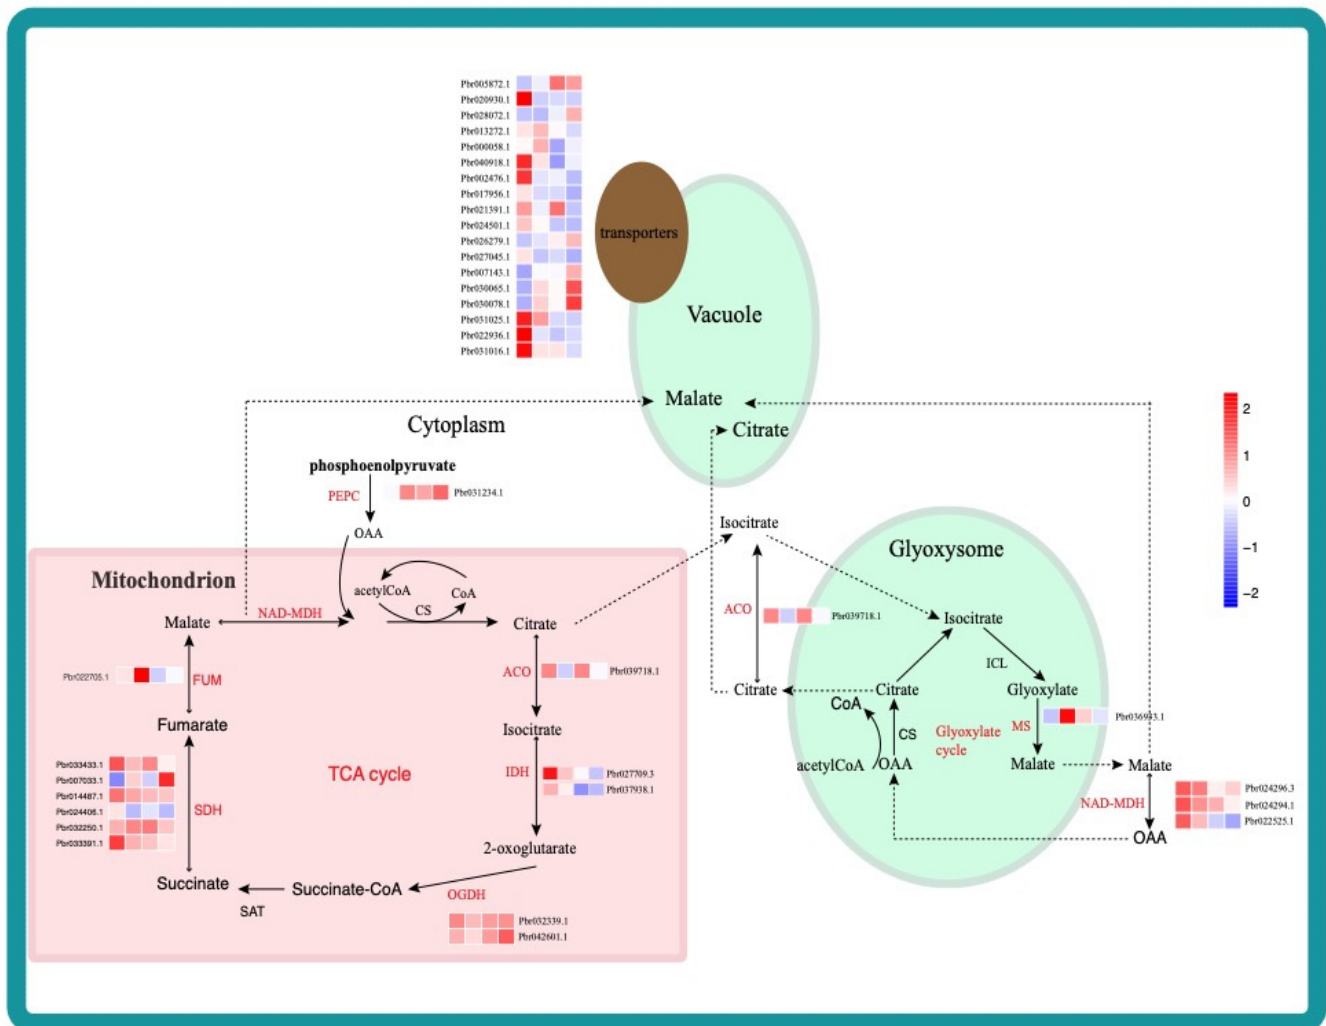 Pbr005872.1
Pbr020930.1
Pbr028072.1
Pbr013272.1
Pbr000058.1
Pbr040918.1
Pbr002476.1
Pbr017956.1
Pbr021391.1
Pbr024501.1
Pbr026279.1
Pbr027045.1
Pbr007143.1
Pbr030065.1
Pbr030078.1
Pbr031025.1
Pbr022936.1
Pbr031016.1
transporters
Vacuole
Malate
Citrate
Cytoplasm
phosphoenolpyruvate
PEPC
Pbr031234.1
OAA
2
1
0
−1
−2
Mitochondrion
acetylCoA
CoA
CS
NAD-MDH
Malate
Citrate
Pbr022705.1
FUM
ACO
Pbr039718.1
Fumarate
Isocitrate
Pbr033433.1
Pbr007033.1
Pbr014487.1
Pbr024406.1
Pbr032250.1
Pbr033391.1
SDH
TCA cycle
IDH
Pbr027709.3
Pbr037938.1
2-oxoglutarate
Succinate
SAT
Succinate-CoA
OGDH
Pbr032339.1
Pbr042601.1
Isocitrate
ACO
Pbr039718.1
Citrate
Glyoxysome
Isocitrate
ICL
Citrate
Glyoxylate
CoA
CS
Glyoxylate
cycle
MS
Pbr036943.1
acetylCoA
OAA
Malate
Malate
NAD-MDH
Pbr024296.3
Pbr024294.1
Pbr022525.1
OAA